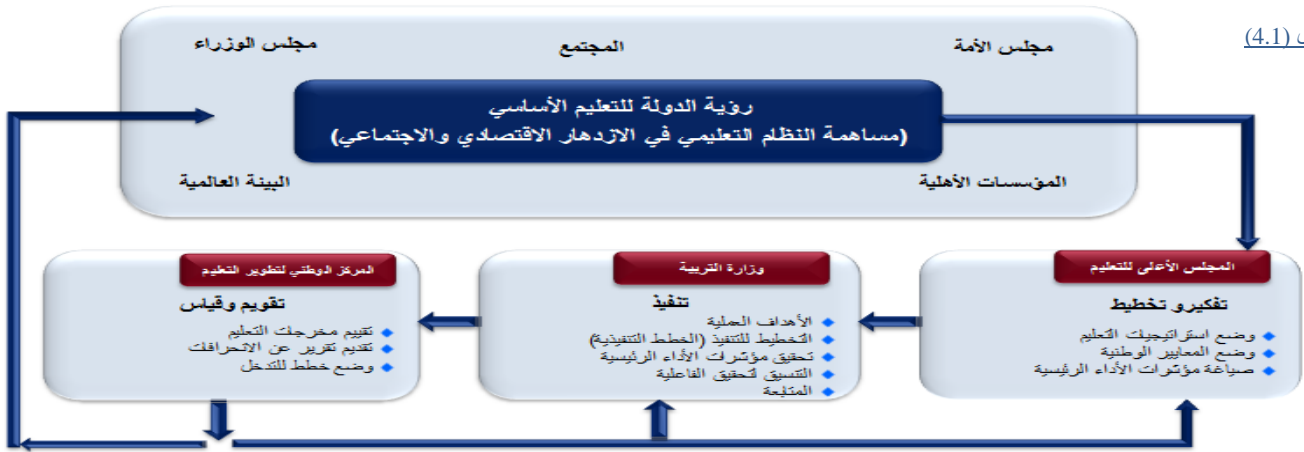 (4.1)
مجلس الأمة
المجتمع
مجلس الوزراء
رؤية الدولة للتعليم الأساسي
(مساهمة النظام التعليمي في الازدهار الاقتصادي والاجتماعي)
المؤسسات الأهلية
البيئة العالمية
المجلس الأعلى للتعليم
تفكير و تخطيط
وضع استراتيجيات التعليم
وضع المعايير الوطنية
صياغة مؤشرات الأداء الرئيسية
وزارة التربية
تنفيذ
الأهداف العملية
التخطيط للتنفيذ (الخطط التنفيذية)
تحقيق مؤشرات الأداء الرئيسية
التنسيق لتحقيق الفاعلية
المتابعة
المركز الوطني لتطوير التعليم
تقويم وقياس
تقييم مخرجات التعليم
تقديم تقرير عن الانحرافات
وضع خطط للتدخل